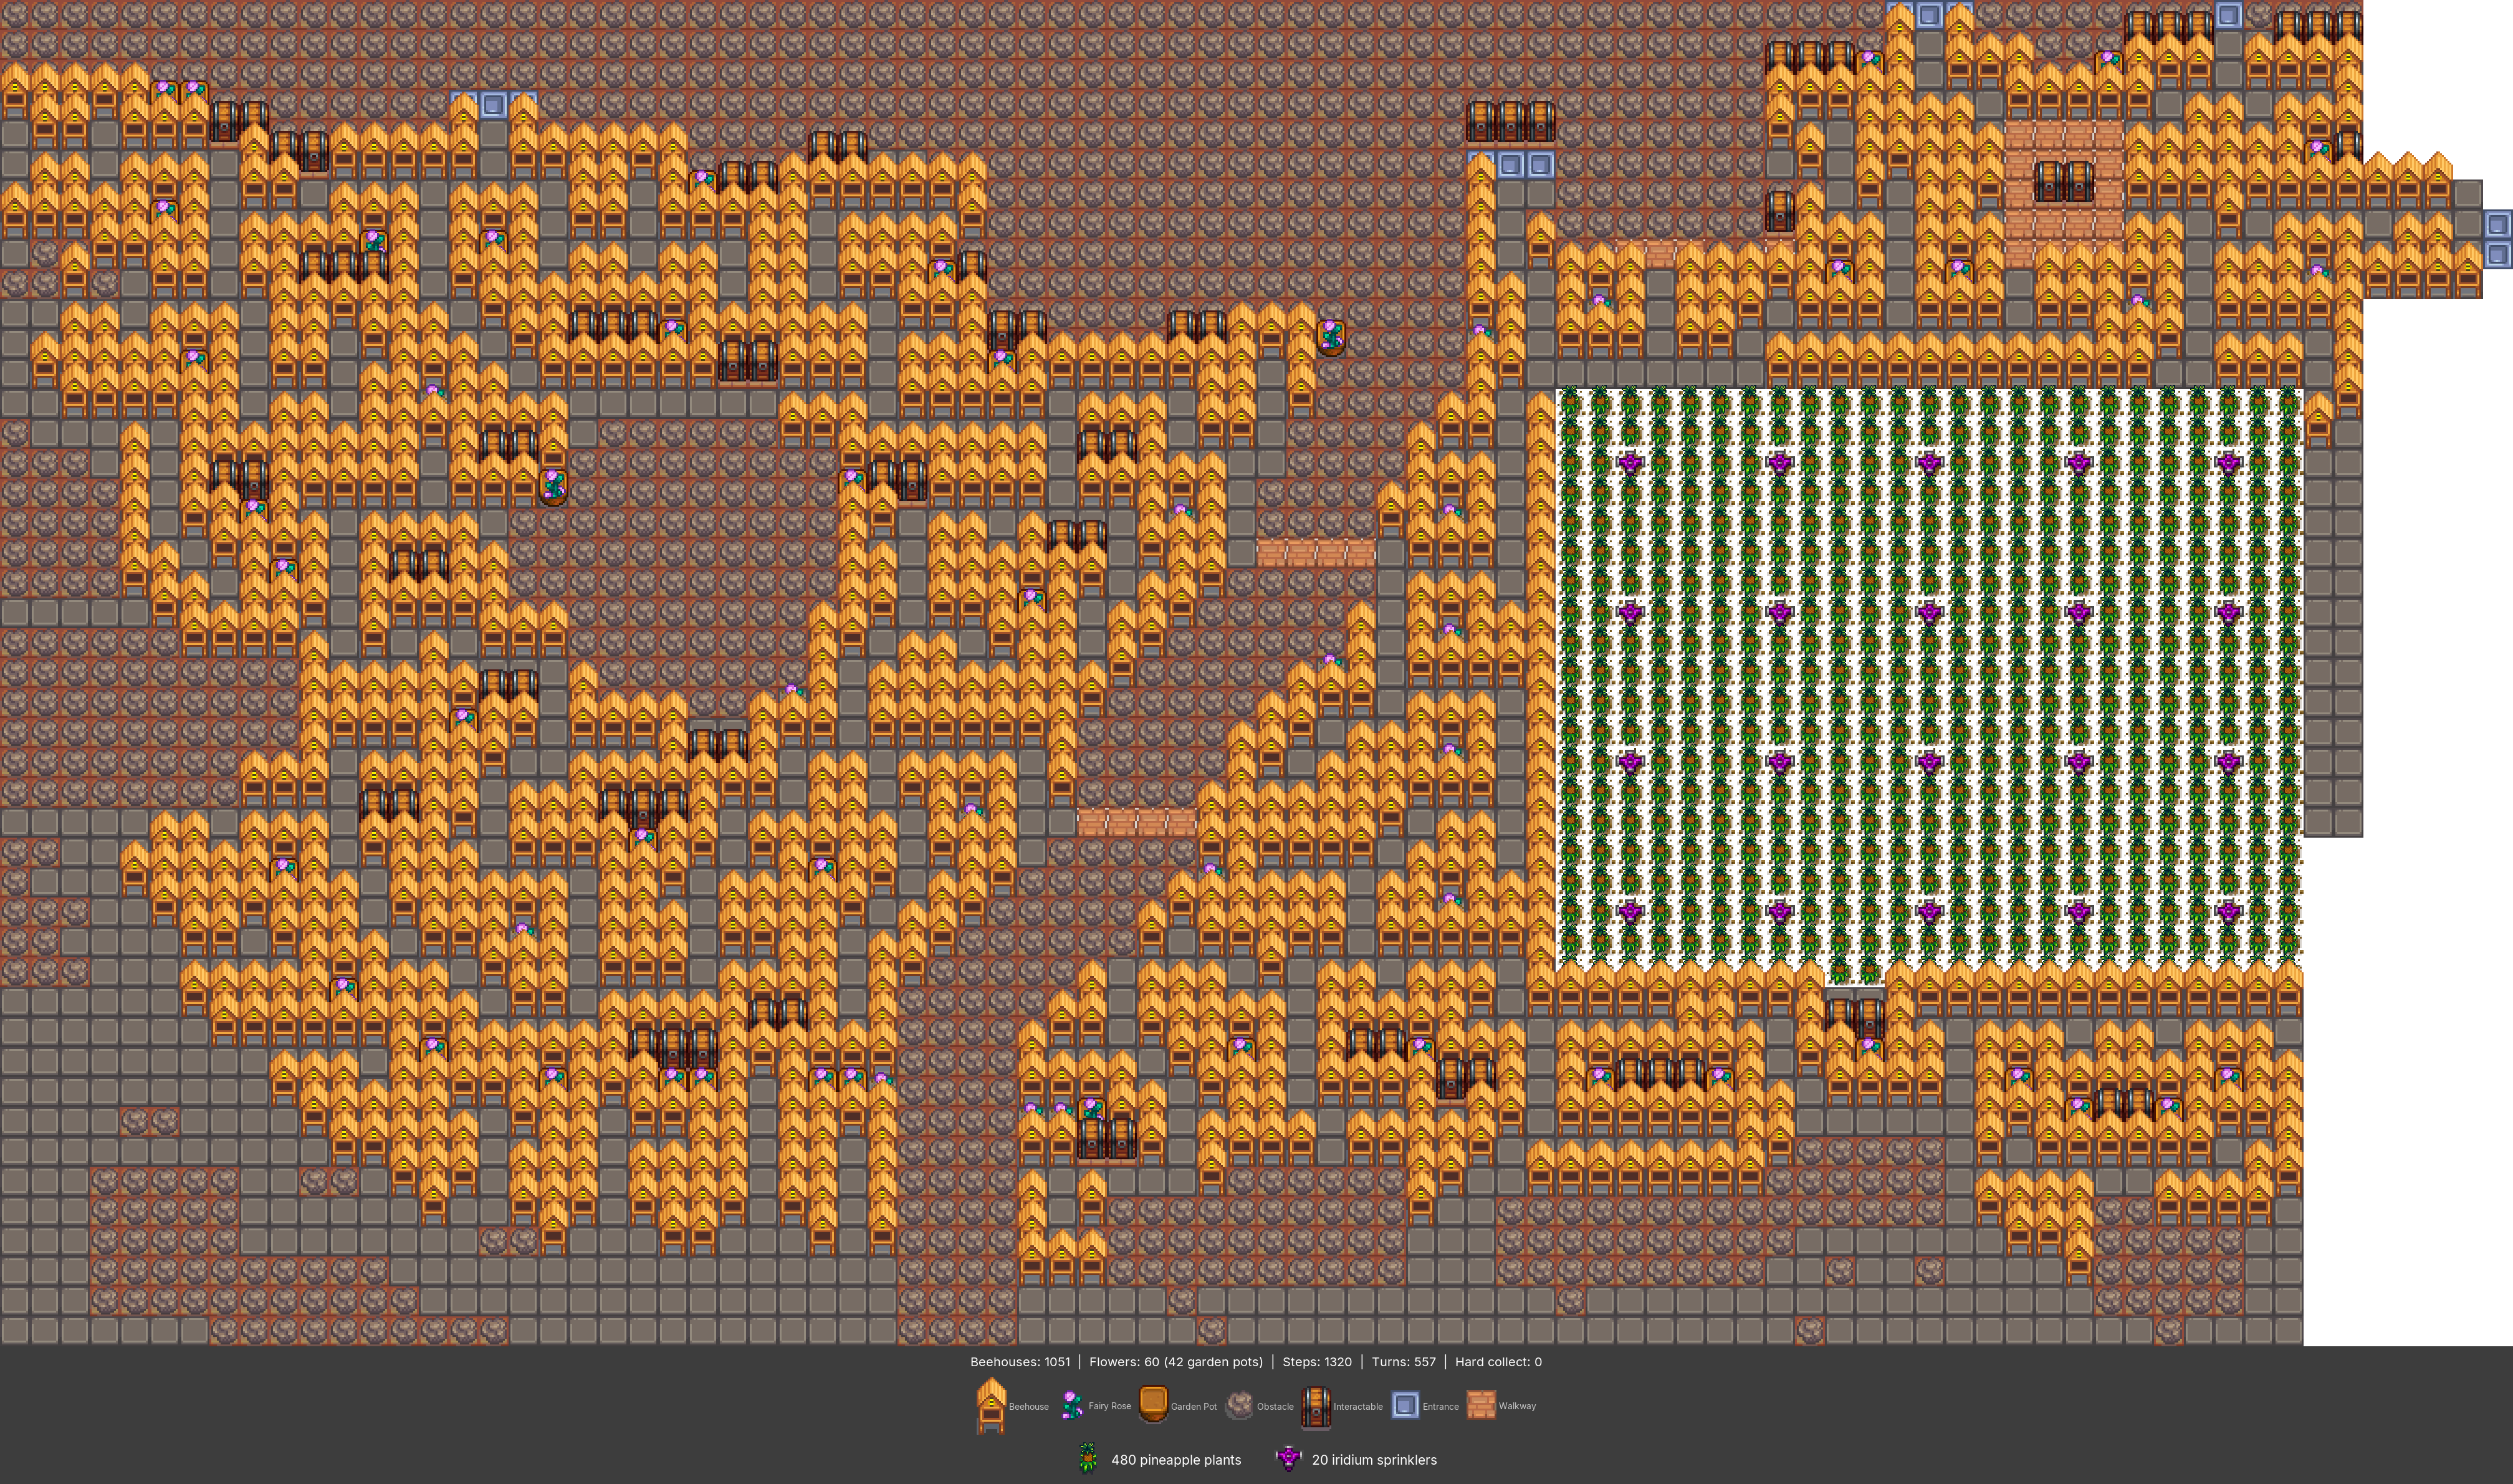 Beehouses: 1051 | Flowers: 60 (42 garden pots) | Steps: 1320 | Turns: 557 | Hard collect: 0
Beehouse Fairy Rose Garden Pot Obstacle Interactable Entrance Walkway
480 pineapple plants 20 iridium sprinklers